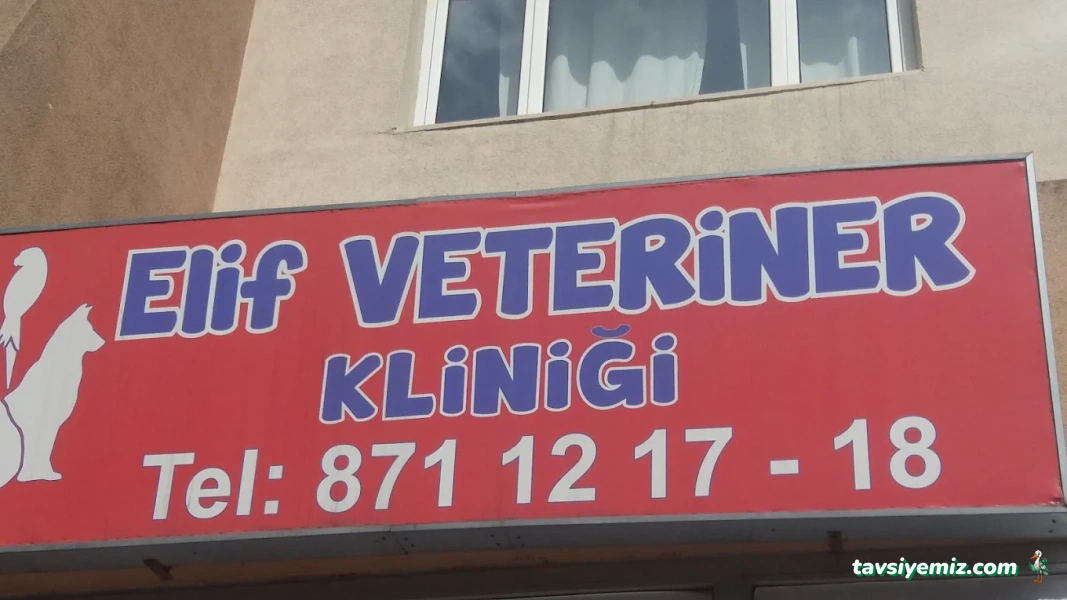 Elif VETERiNER
KLiNiĞi
Tel: 871 12 17 - 18
tavsiyemiz.com